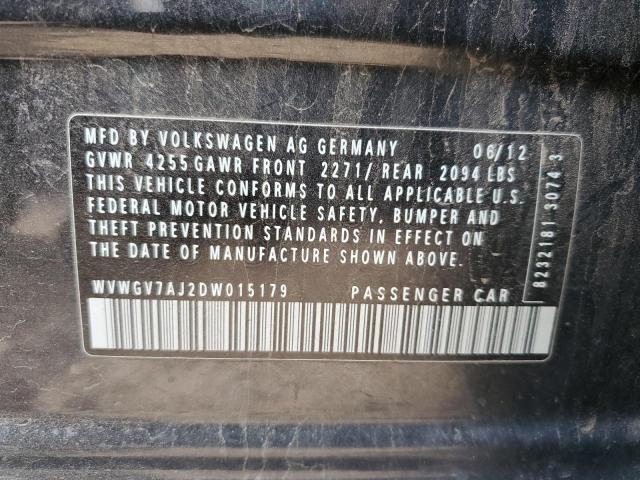 MFD BY VOLKSWAGEN AG GERMANY 06/12
GVWR 4255 GAWR FRONT 2271/ REAR 2094 LBS
THIS VEHICLE CONFORMS TO ALL APPLICABLE U.S.
FEDERAL MOTOR VEHICLE SAFETY, BUMPER AND
THEFT PREVENTION STANDARDS IN EFFECT ON
THE DATE OF MANUFACTURE SHOWN ABOVE.
WVWGV7AJ2DW015179 PASSENGER CAR
8232181 3074 3